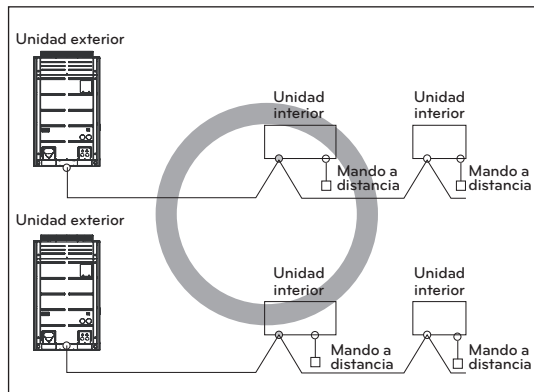 Unidad exterior
Unidad
interior
Unidad
interior
Mando a
distancia
Mando a
distancia
Unidad exterior
Unidad
interior
Unidad
interior
Mando a
distancia
Mando a
distancia